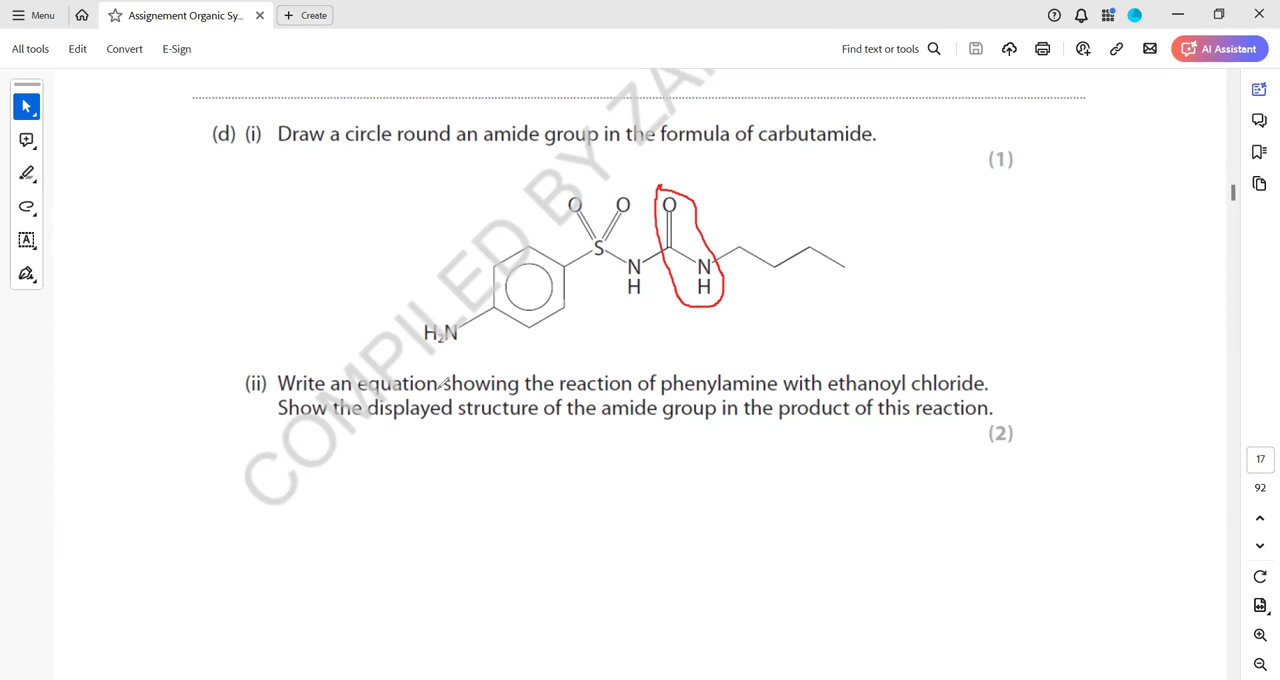 Menu
Assignement Organic Sy...
Create
All tools
Edit
Convert
E-Sign
Find text or tools
AI Assistant
(d) (i) Draw a circle round an amide group in the formula of carbutamide.
(1)
O O O
S
N N
H H
H₂N
(ii) Write an equation showing the reaction of phenylamine with ethanoyl chloride.
Show the displayed structure of the amide group in the product of this reaction.
(2)
COMPILED BY ZA
17
92